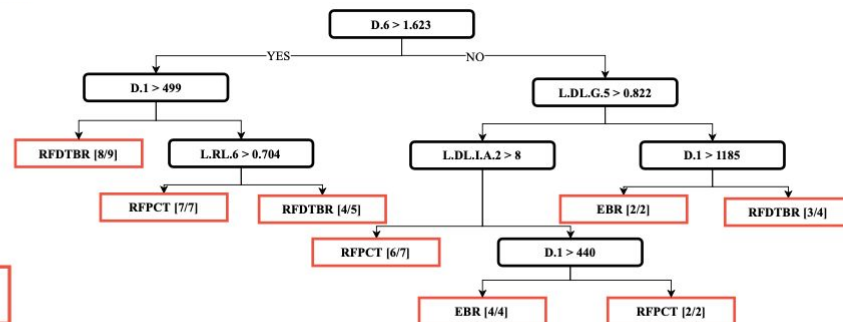 D.6 > 1.623
YES
NO
D.1 > 499
L.DL.G.5 > 0.822
RFDTBR [8/9]
L.RL.6 > 0.704
L.DL.I.A.2 > 8
D.1 > 1185
RFPCT [7/7]
RFDTBR [4/5]
EBR [2/2]
RFDTBR [3/4]
RFPCT [6/7]
D.1 > 440
EBR [4/4]
RFPCT [2/2]